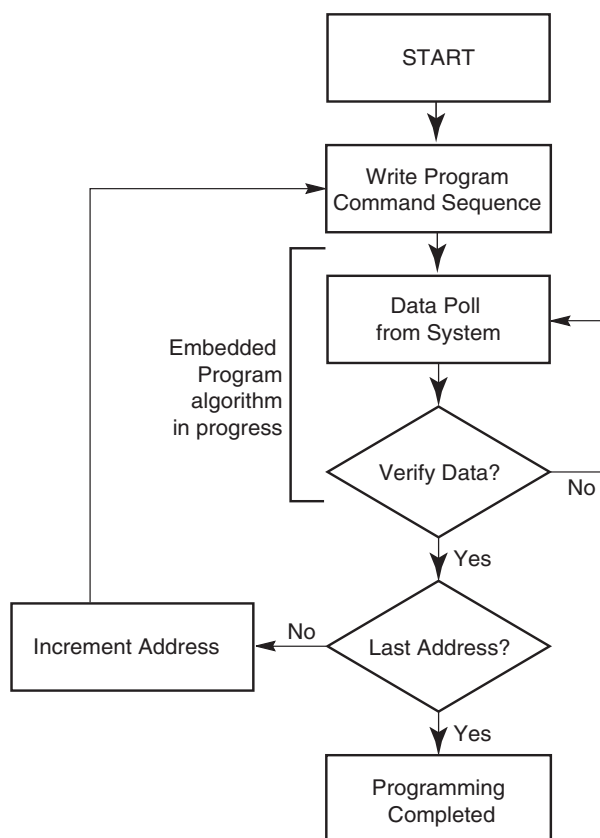 START
Write Program
Command Sequence
Data Poll
from System
Embedded
Program
algorithm
in progress
Verify Data?
No
Yes
Last Address?
No
Increment Address
Yes
Programming
Completed